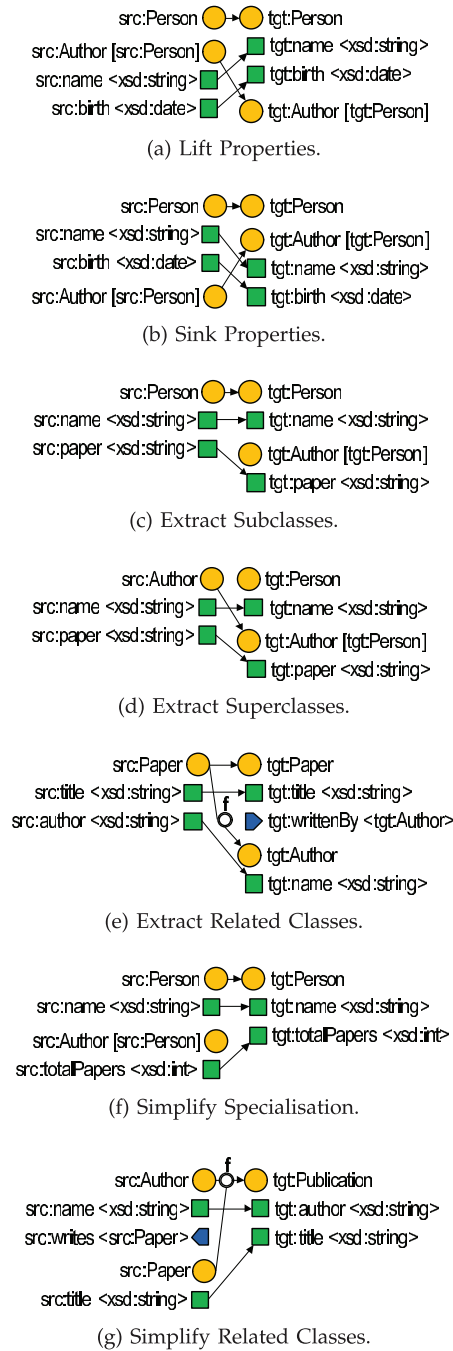 src:Person tgt:Person
src:Author [src:Person] tgt:name <xsd:string>
src:name <xsd:string> tgt:birth <xsd:date>
src:birth <xsd:date> tgt:Author [tgt:Person]
(a) Lift Properties.
src:Person tgt:Person
src:name <xsd:string> tgt:Author [tgt:Person]
src:birth <xsd:date> tgt:name <xsd:string>
src:Author [src:Person] tgt:birth <xsd:date>
(b) Sink Properties.
src:Person tgt:Person
src:name <xsd:string> tgt:name <xsd:string>
src:paper <xsd:string> tgt:Author [tgt:Person]
tgt:paper <xsd:string>
(c) Extract Subclasses.
src:Author tgt:Person
src:name <xsd:string> tgt:name <xsd:string>
src:paper <xsd:string> tgt:Author [tgt:Person]
tgt:paper <xsd:string>
(d) Extract Superclasses.
src:Paper tgt:Paper
src:title <xsd:string> tgt:title <xsd:string>
f
src:author <xsd:string> tgt:writtenBy <tgt:Author>
tgt:Author
tgt:name <xsd:string>
(e) Extract Related Classes.
src:Person tgt:Person
src:name <xsd:string> tgt:name <xsd:string>
src:Author [src:Person] tgt:totalPapers <xsd:int>
src:totalPapers <xsd:int>
(f) Simplify Specialisation.
f
src:Author tgt:Publication
src:name <xsd:string> tgt:author <xsd:string>
src:writes <src:Paper> tgt:title <xsd:string>
src:Paper
src:title <xsd:string>
(g) Simplify Related Classes.